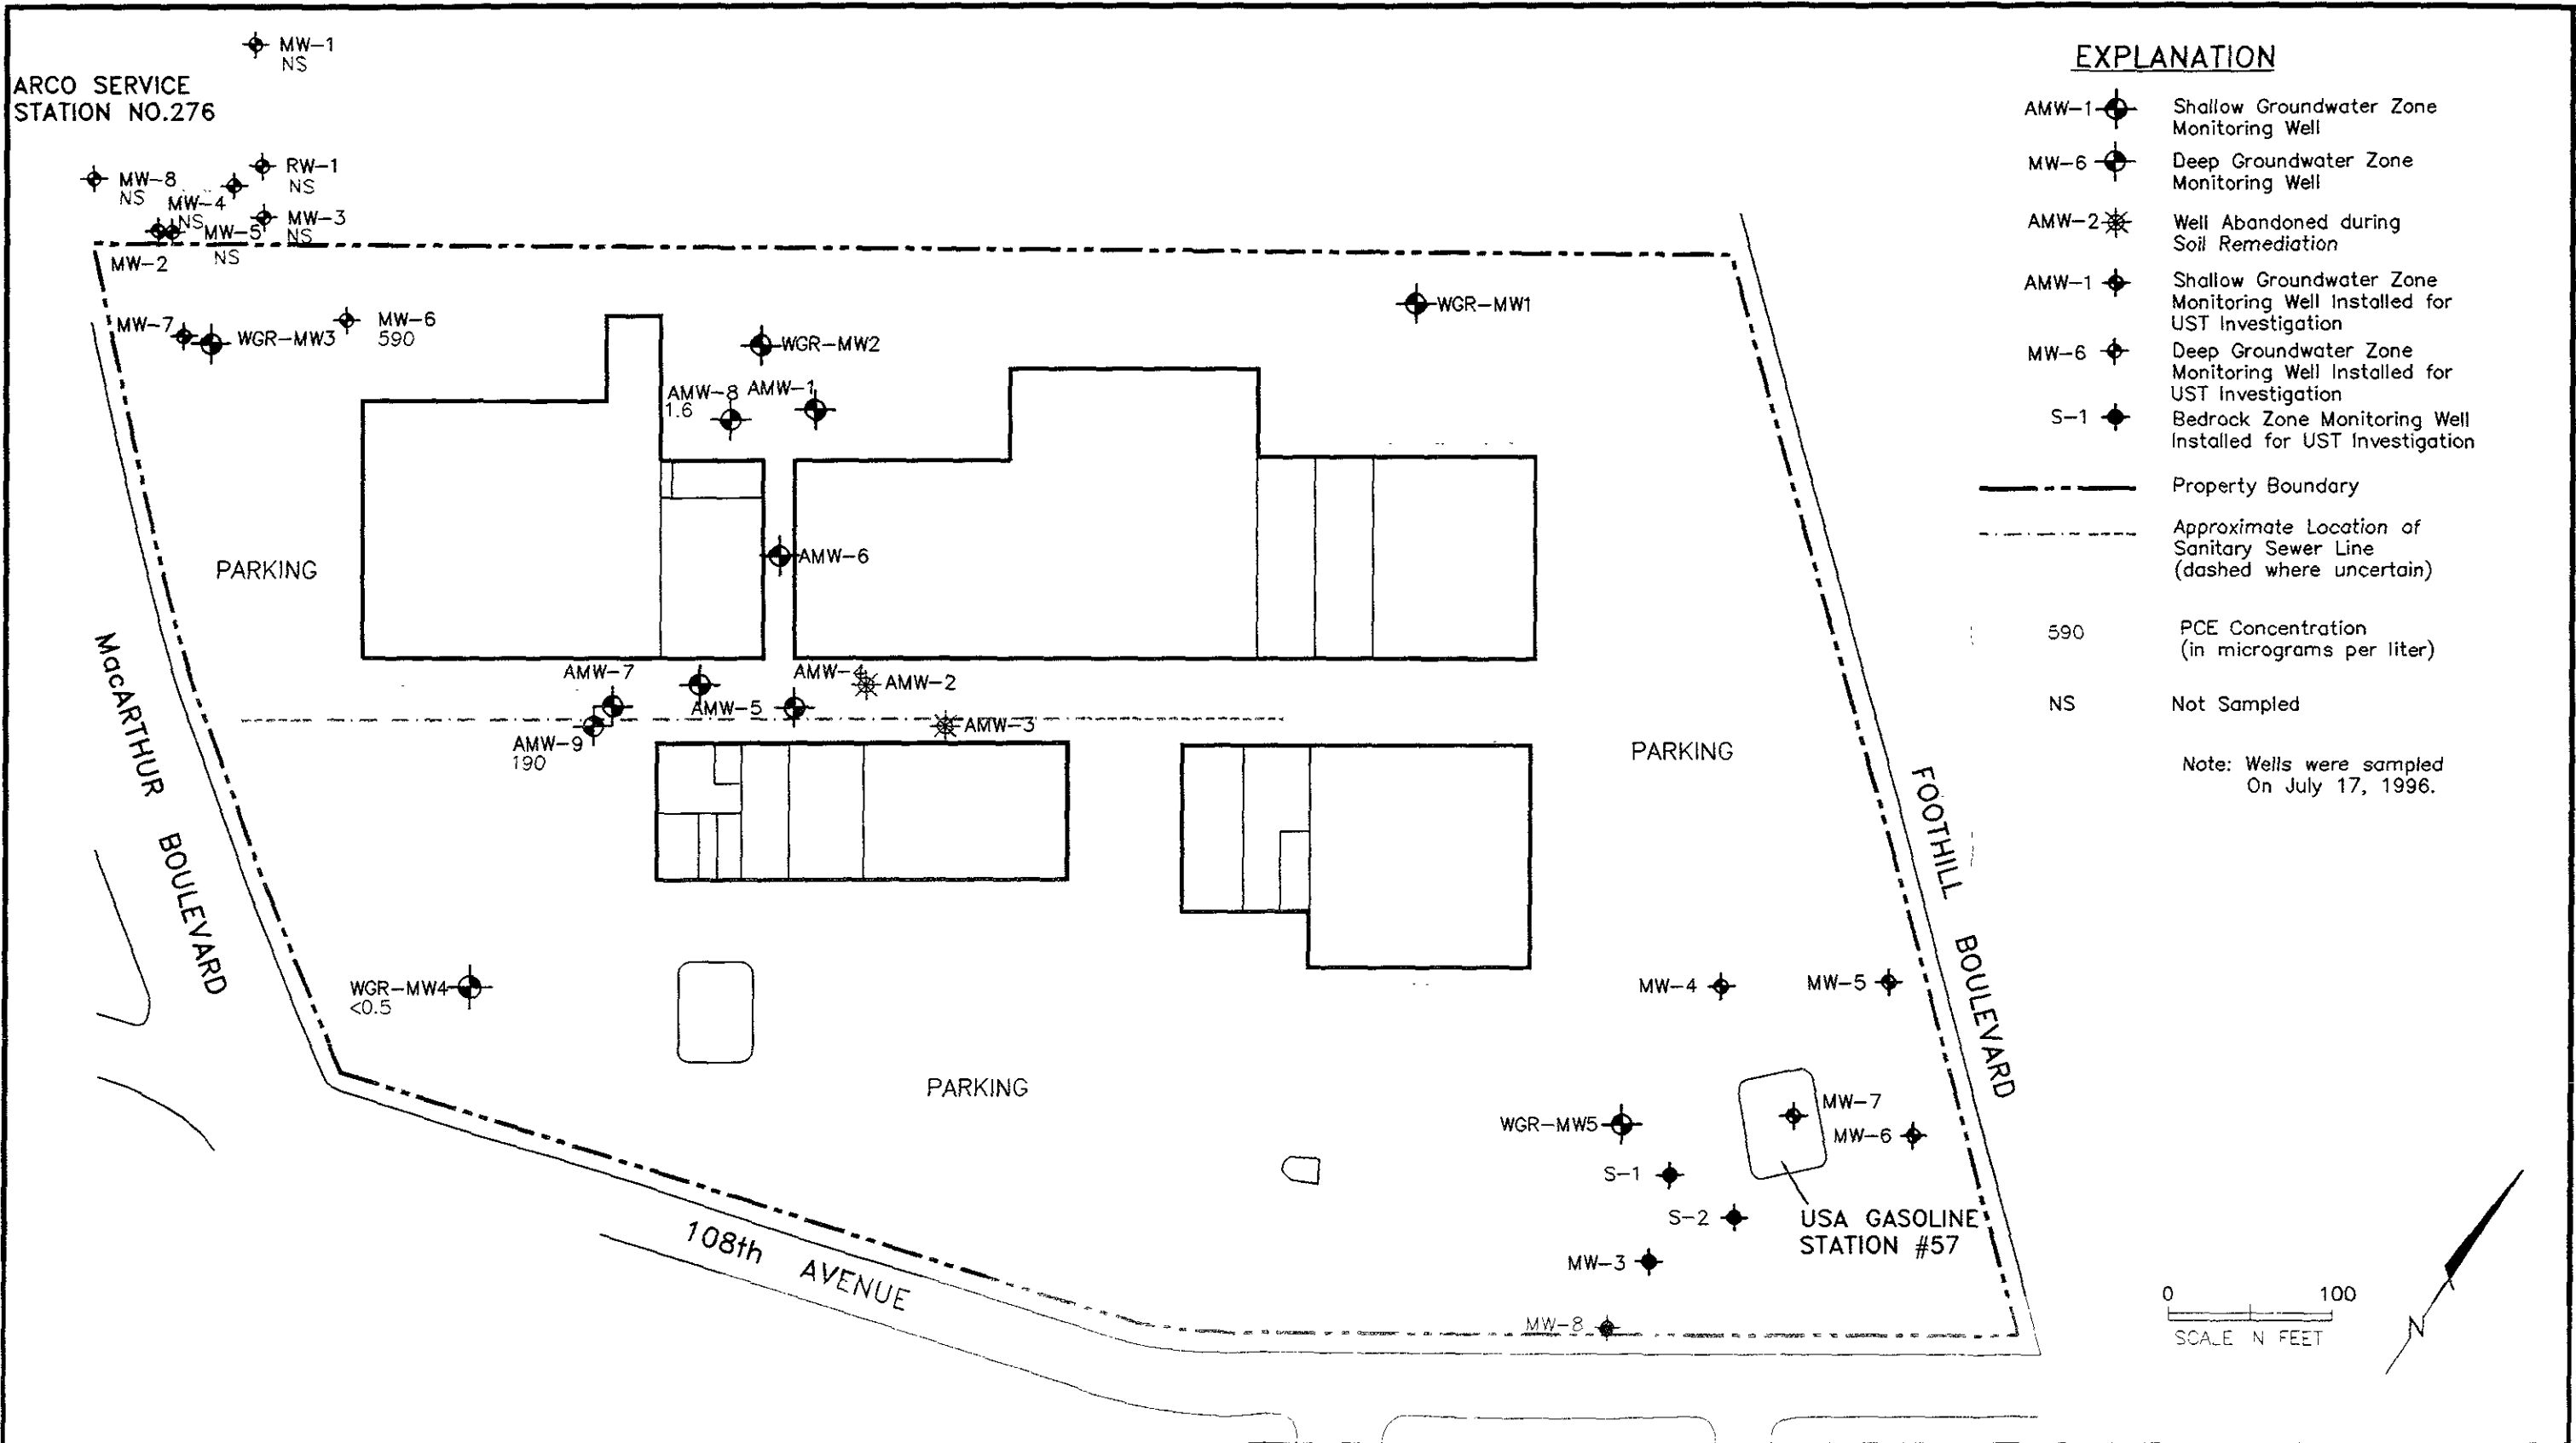 MW-1
NS
ARCO SERVICE
STATION NO.276
MW-8
NS
RW-1
NS
MW-4
NS
MW-3
NS
MW-5
NS
MW-2
MW-7
WGR-MW3
MW-6
590
WGR-MW2
WGR-MW1
AMW-8
1.6
AMW-1
AMW-6
PARKING
AMW-7
AMW-5
AMW-4
AMW-2
AMW-3
AMW-9
190
PARKING
MacARTHUR BOULEVARD
FOOTHILL BOULEVARD
WGR-MW4
<0.5
PARKING
MW-4
MW-5
WGR-MW5
MW-7
MW-6
S-1
S-2
MW-3
MW-8
USA GASOLINE
STATION #57
108th AVENUE
EXPLANATION
AMW-1
Shallow Groundwater Zone
Monitoring Well
MW-6
Deep Groundwater Zone
Monitoring Well
AMW-2
Well Abandoned during
Soil Remediation
AMW-1
Shallow Groundwater Zone
Monitoring Well Installed for
UST Investigation
MW-6
Deep Groundwater Zone
Monitoring Well Installed for
UST Investigation
S-1
Bedrock Zone Monitoring Well
Installed for UST Investigation
Property Boundary
Approximate Location of
Sanitary Sewer Line
(dashed where uncertain)
590
PCE Concentration
(in micrograms per liter)
NS
Not Sampled
Note: Wells were sampled
On July 17, 1996.
0 100
SCALE N FEET
N